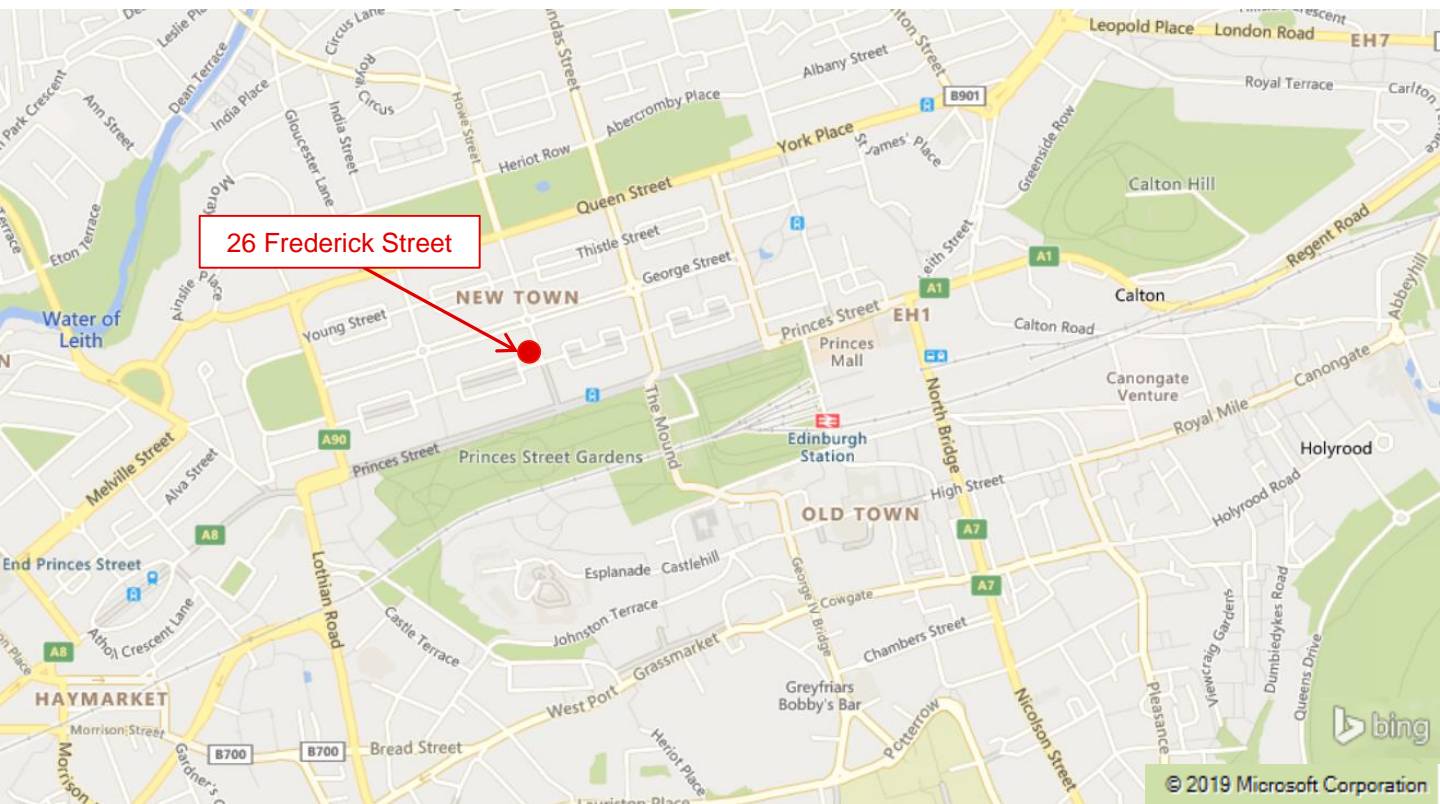 Circus Lane
Leopold Place
London Road
EH7
Leslie
Dean Terrace
Royal Circus
Albany Street
B901
Royal Terrace
Ann Street
India Place
Howe Street
Abercromby Place
Park Crescent
Gloucester Lane
India Street
York Place
St James' Place
Greenside Row
Heriot Row
Calton Hill
Queen Street
Eton Terrace
26 Frederick Street
Thistle Street
George Street
Leith Street
Regent Road
A1
Ainslie Place
NEW TOWN
A1
Calton
Abbeyhill
Water of
Leith
Young Street
Princes Street
EH1
Calton Road
Princes
Mall
Canongate
Canongate
Venture
The Mound
North Bridge
Royal Mile
A90
Edinburgh
Station
Holyrood
Melville Street
Princes Street
Princes Street Gardens
Alva Street
High Street
Holyrood Road
OLD TOWN
A8
A7
End Princes Street
Lothian Road
Esplanade
Castlehill
George IV Bridge
A7
Cowgate
Castle Terrace
Johnston Terrace
Chambers Street
Viewcraig Gardens
Dumbiedykes Road
Athol Crescent Lane
A8
Grassmarket
Queens Drive
HAYMARKET
West Port
Greyfriars
Bobby's Bar
Potterrow
Nicolson Street
Pleasance
bing
Morrison Street
B700
B700
Bread Street
Heriot Place
Lauriston Place
© 2019 Microsoft Corporation